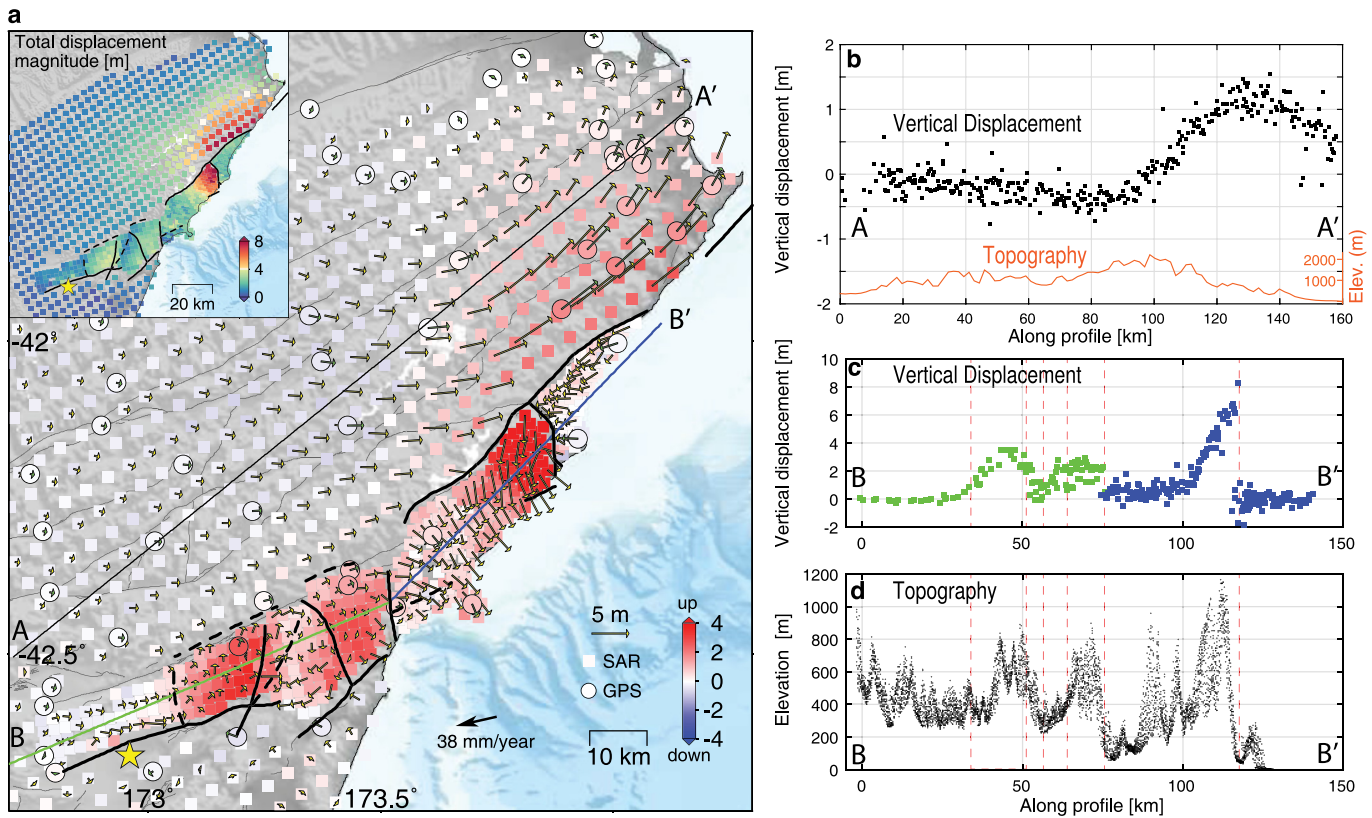 a
Total displacement
magnitude [m]
8
4
0
20 km
A'
B'
-42°
A
-42.5°
B
173°
173.5°
5 m
SAR
GPS
10 km
38 mm/year
up
4
2
0
-2
-4
down
b
Vertical displacement [m]
2
1
0
-1
-2
Vertical Displacement
A
A'
Topography
2000
1000
Elev. (m)
0 20 40 60 80 100 120 140 160
Along profile [km]
c
Vertical Displacement
Vertical displacement [m]
10
8
6
4
2
0
-2
B
B'
0 50 100 150
d
Topography
Elevation [m]
1200
1000
800
600
400
200
0
B
B'
0 50 100 150
Along profile [km]